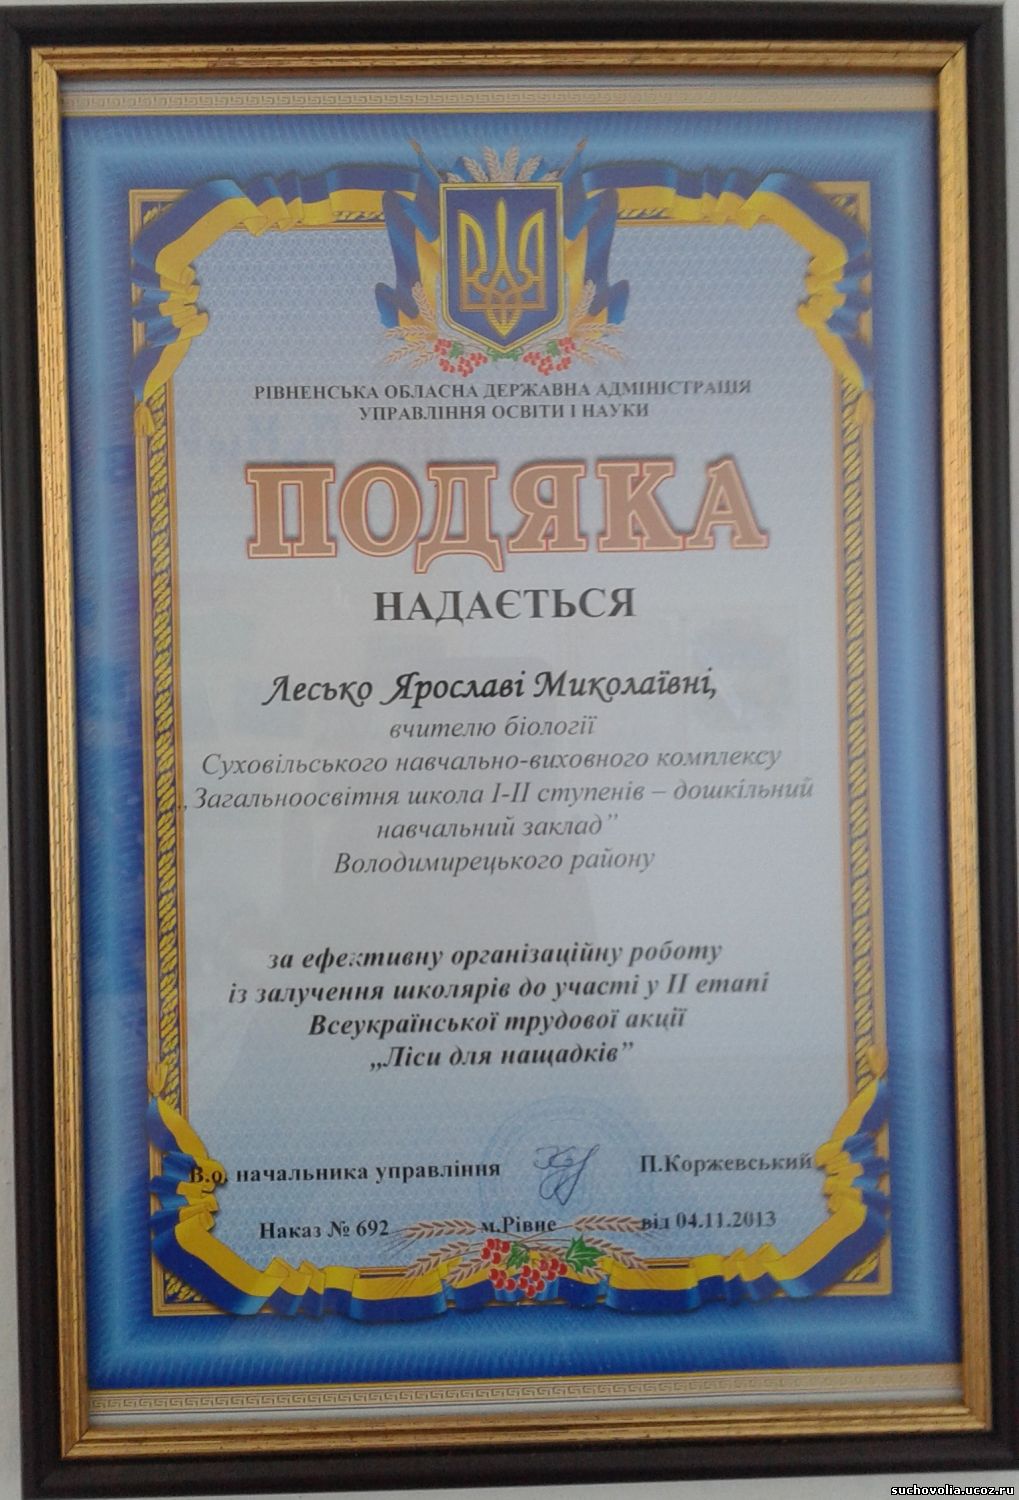 РІВНЕНСЬКА ОБЛАСНА ДЕРЖАВНА АДМІНІСТРАЦІЯ
УПРАВЛІННЯ ОСВІТИ І НАУКИ
ПОДЯКА
НАДАЄТЬСЯ
Лесько Ярославі Миколаївні,
вчителю біології
Суховільського навчально-виховного комплексу
„Загальноосвітня школа І-ІІ ступенів – дошкільний
навчальний заклад”
Володимирецького району
за ефективну організаційну роботу
із залучення школярів до участі у ІІ етапі
Всеукраїнської трудової акції
„Ліси для нащадків”
В.о. начальника управління П.Коржевський
Наказ № 692 м.Рівне від 04.11.2013
suchovolia.ucoz.ru